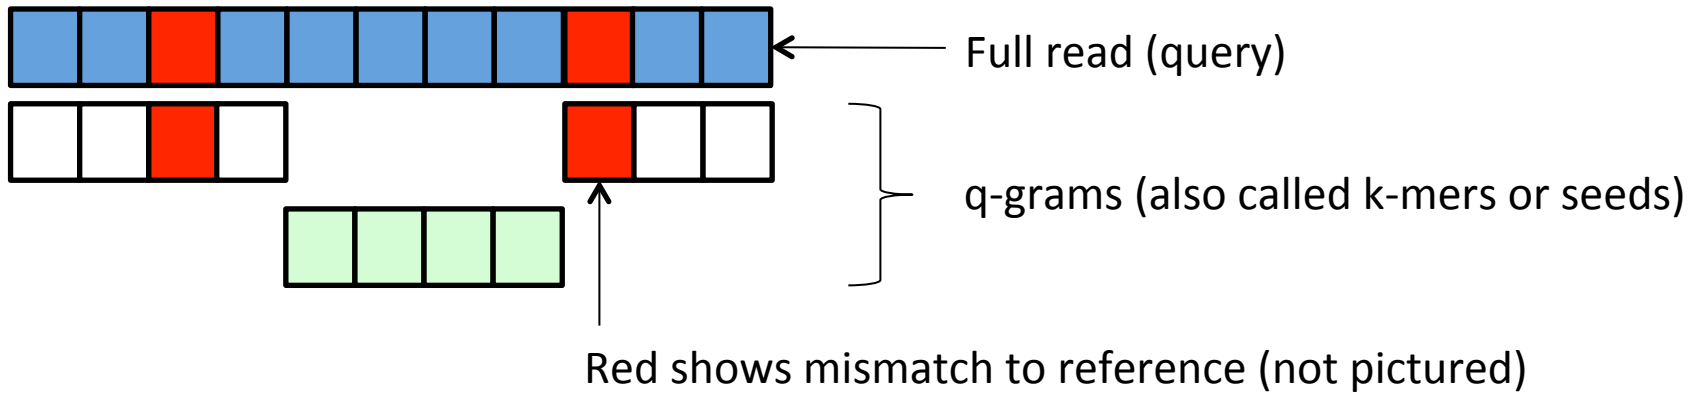 Full read (query)
q-grams (also called k-mers or seeds)
Red shows mismatch to reference (not pictured)